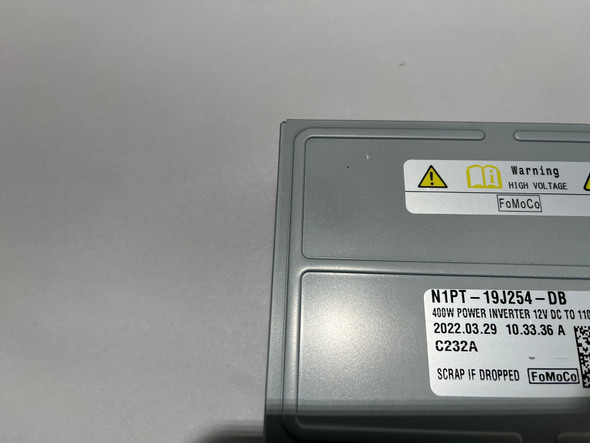 Warning
HIGH VOLTAGE
FoMoCo
N1PT-19J254-DB
400W POWER INVERTER 12V DC TO 110
2022.03.29 10.33.36 A
C232A
SCRAP IF DROPPED FoMoCo